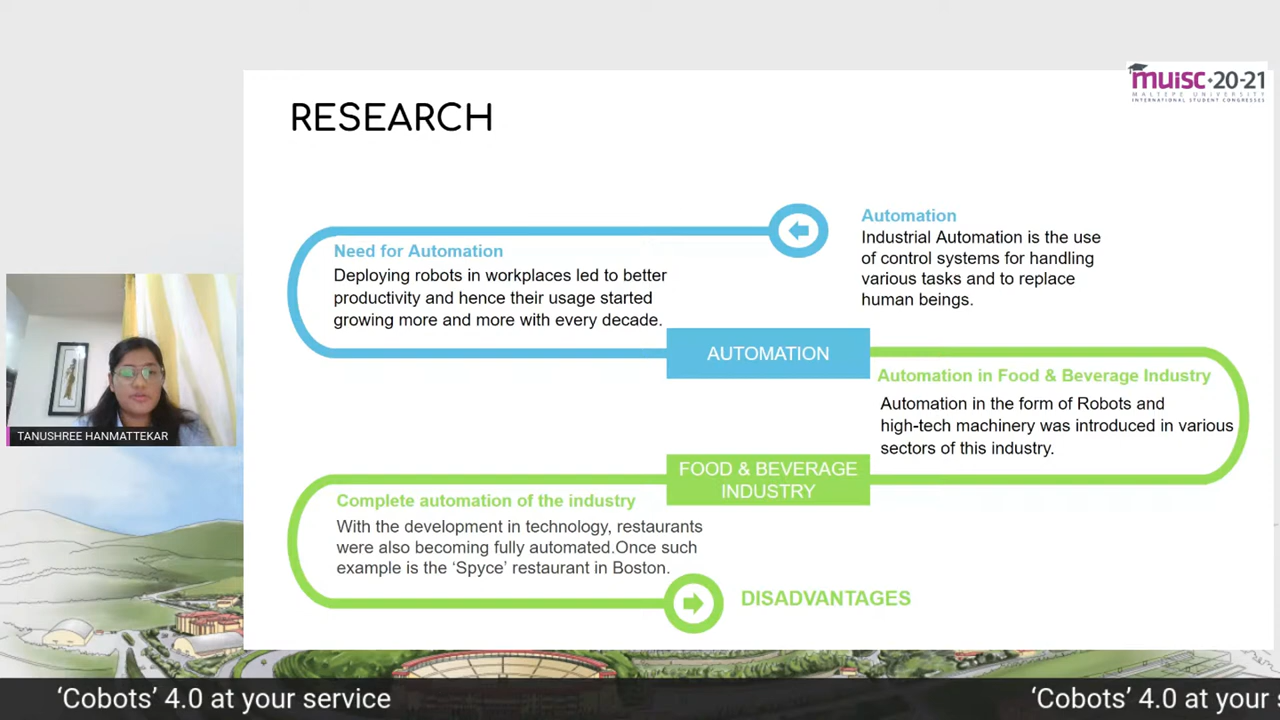 muisc·20-21
MALTEPE UNIVERSITY
INTERNATIONAL STUDENT CONGRESSES
RESEARCH
Automation
Industrial Automation is the use
of control systems for handling
various tasks and to replace
human beings.
Need for Automation
Deploying robots in workplaces led to better
productivity and hence their usage started
growing more and more with every decade.
AUTOMATION
Automation in Food & Beverage Industry
Automation in the form of Robots and
high-tech machinery was introduced in various
sectors of this industry.
FOOD & BEVERAGE
INDUSTRY
Complete automation of the industry
With the development in technology, restaurants
were also becoming fully automated.Once such
example is the ‘Spyce’ restaurant in Boston.
DISADVANTAGES
TANUSHREE HANMATTEKAR
‘Cobots’ 4.0 at your service
‘Cobots’ 4.0 at your s